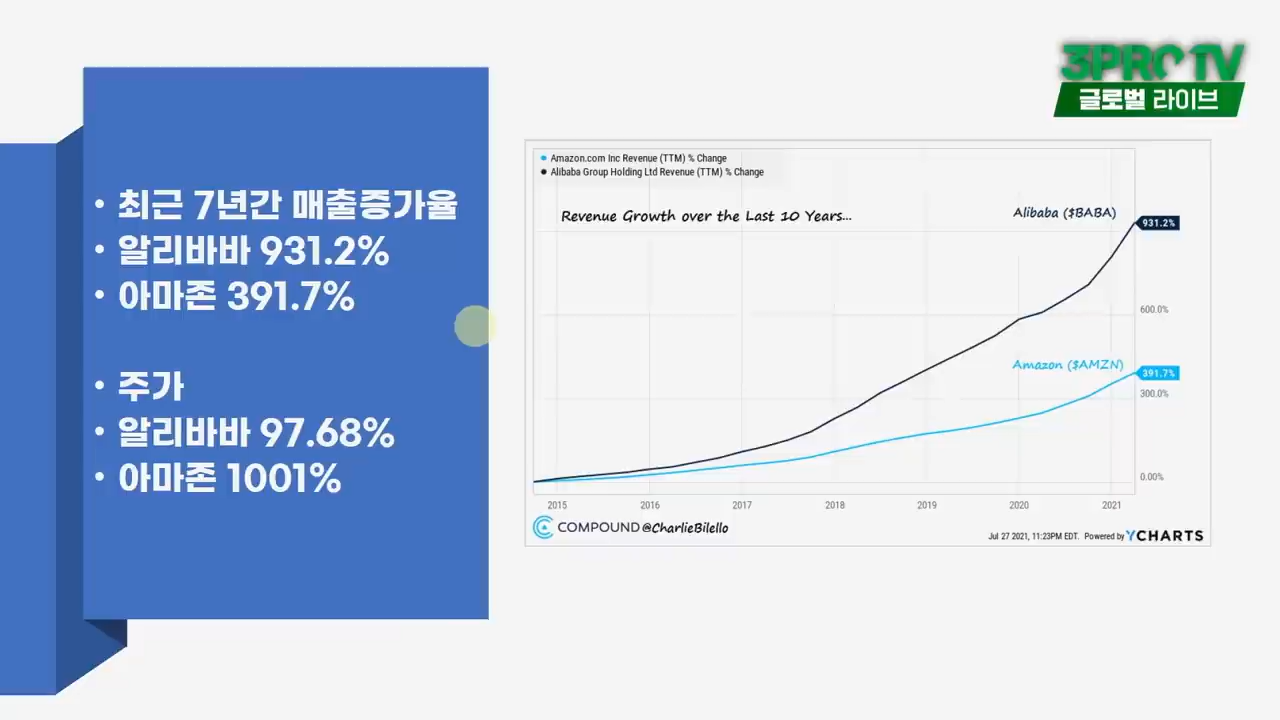 3PROTV
글로벌 라이브
• 최근 7년간 매출증가율
• 알리바바 931.2%
• 아마존 391.7%
• 주가
• 알리바바 97.68%
• 아마존 1001%
Amazon.com Inc Revenue (TTM) % Change
Alibaba Group Holding Ltd Revenue (TTM) % Change
Revenue Growth over the Last 10 Years...
Alibaba ($BABA)
931.2%
600.0%
Amazon ($AMZN)
391.7%
300.0%
0.00%
2015 2016 2017 2018 2019 2020 2021
COMPOUND @CharlieBilello
Jul 27 2021, 11:23PM EDT. Powered by YCHARTS